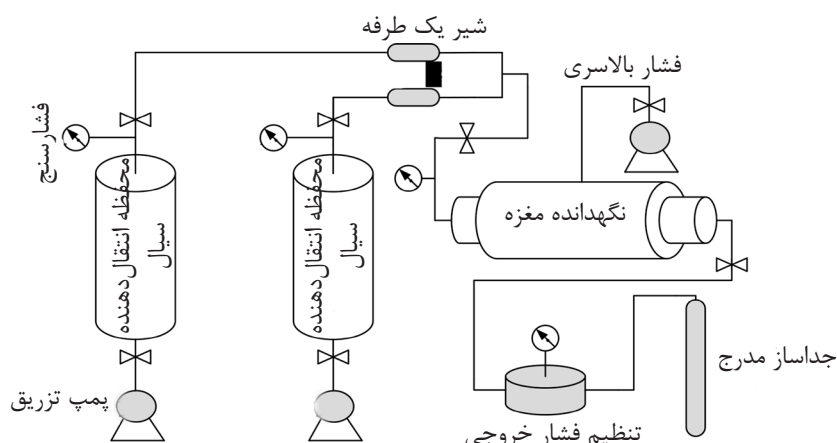 شیر یک طرفه
فشار بالاسری
فشارسنج
محفظه انتقال‌دهنده
سیال
محفظه انتقال‌دهنده
سیال
نگهدانده مغزه
جداساز مدرج
پمپ تزریق
تنظیم فشار خروجی